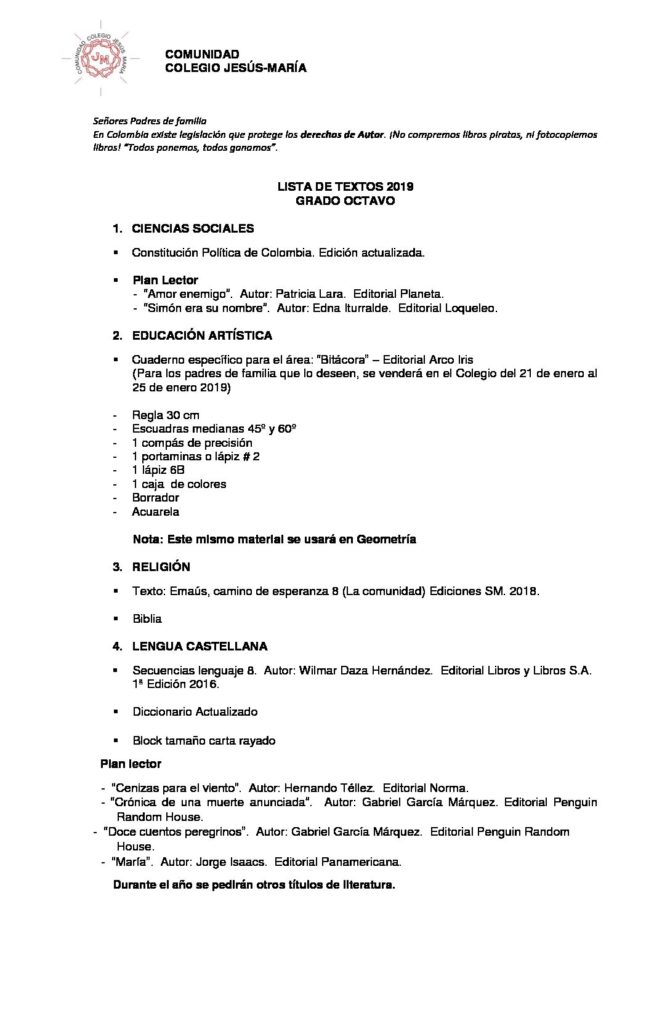 COMUNIDAD COLEGIO JESÚS MARÍA
JM
COMUNIDAD
COLEGIO JESÚS-MARÍA
Señores Padres de familia
En Colombia existe legislación que protege los derechos de Autor. ¡No compremos libros piratas, ni fotocopiemos
libros! “Todos ponemos, todos ganamos”.
LISTA DE TEXTOS 2019
GRADO OCTAVO
1. CIENCIAS SOCIALES
▪ Constitución Política de Colombia. Edición actualizada.
▪ Plan Lector
- “Amor enemigo”. Autor: Patricia Lara. Editorial Planeta.
- “Simón era su nombre”. Autor: Edna Iturralde. Editorial Loqueleo.
2. EDUCACIÓN ARTÍSTICA
▪ Cuaderno específico para el área: “Bitácora” – Editorial Arco Iris
(Para los padres de familia que lo deseen, se venderá en el Colegio del 21 de enero al
25 de enero 2019)
- Regla 30 cm
- Escuadras medianas 45º y 60º
- 1 compás de precisión
- 1 portaminas o lápiz # 2
- 1 lápiz 6B
- 1 caja de colores
- Borrador
- Acuarela
Nota: Este mismo material se usará en Geometría
3. RELIGIÓN
▪ Texto: Emaús, camino de esperanza 8 (La comunidad) Ediciones SM. 2018.
▪ Biblia
4. LENGUA CASTELLANA
▪ Secuencias lenguaje 8. Autor: Wilmar Daza Hernández. Editorial Libros y Libros S.A.
1ª Edición 2016.
▪ Diccionario Actualizado
▪ Block tamaño carta rayado
Plan lector
- “Cenizas para el viento”. Autor: Hernando Téllez. Editorial Norma.
- “Crónica de una muerte anunciada”. Autor: Gabriel García Márquez. Editorial Penguin
Random House.
- “Doce cuentos peregrinos”. Autor: Gabriel García Márquez. Editorial Penguin Random
House.
- “María”. Autor: Jorge Isaacs. Editorial Panamericana.
Durante el año se pedirán otros títulos de literatura.